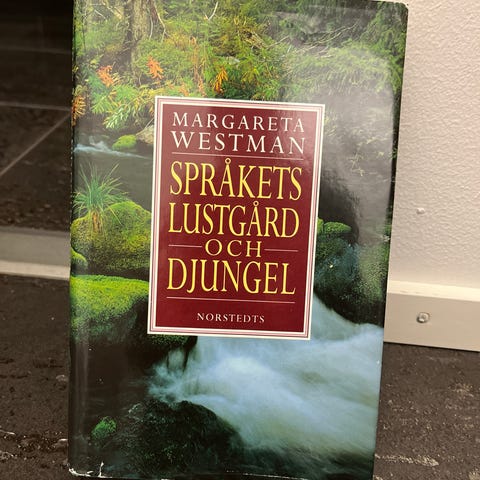 MARGARETA
WESTMAN
SPRÅKETS
LUSTGÅRD
OCH
DJUNGEL
NORSTEDTS